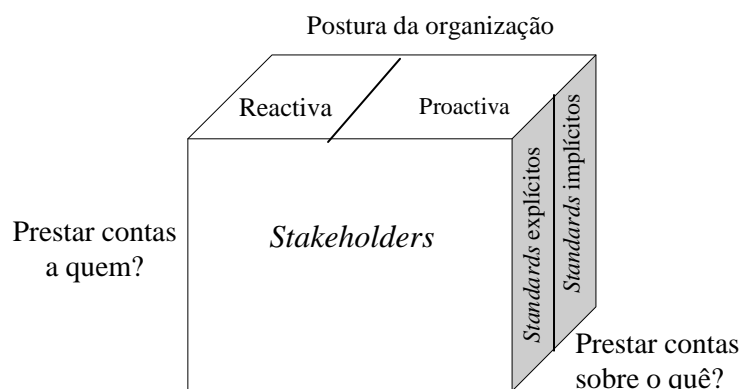 Postura da organização
Reactiva
Proactiva
Prestar contas
a quem?
Stakeholders
Standards explícitos
Standards implícitos
Prestar contas
sobre o quê?